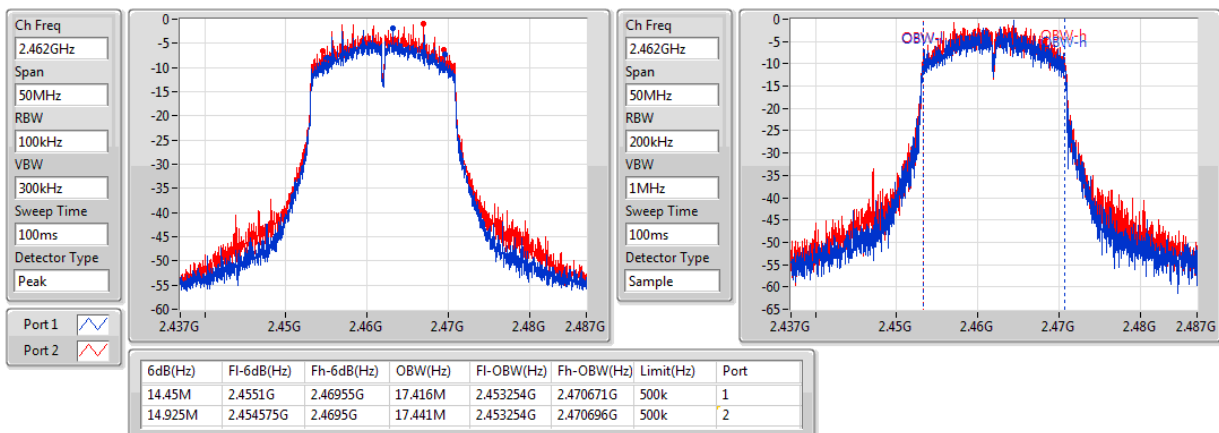 Ch Freq
2.462GHz
Span
50MHz
RBW
100kHz
VBW
300kHz
Sweep Time
100ms
Detector Type
Peak
Port 1
Port 2
0-
-5-
-10-
-15-
-20-
-25-
-30-
-35-
-40-
-45-
-50-
-55-
-60-
2.437G 2.45G 2.46G 2.47G 2.48G 2.487G
Ch Freq
2.462GHz
Span
50MHz
RBW
200kHz
VBW
1MHz
Sweep Time
100ms
Detector Type
Sample
0-
-5-
-10-
-15-
-20-
-25-
-30-
-35-
-40-
-45-
-50-
-55-
-60-
-65-
OBW-h
OBW-h
2.437G 2.45G 2.46G 2.47G 2.48G 2.487G
6dB(Hz) Fl-6dB(Hz) Fh-6dB(Hz) OBW(Hz) Fl-OBW(Hz) Fh-OBW(Hz) Limit(Hz) Port
14.45M 2.4551G 2.46955G 17.416M 2.453254G 2.470671G 500k 1
14.925M 2.454575G 2.4695G 17.441M 2.453254G 2.470696G 500k 2